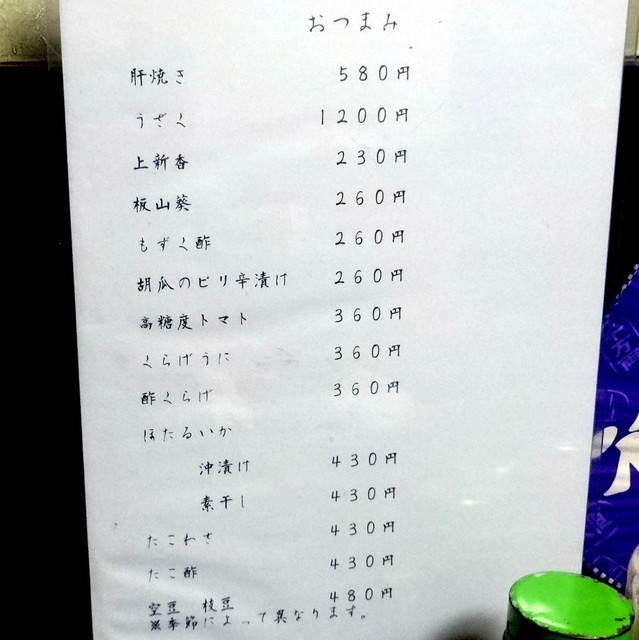 おつまみ
肝焼き 580円
うざく 1200円
上新香 230円
板山葵 260円
もずく酢 260円
胡瓜のピリ辛漬け 260円
高糖度トマト 360円
くらげうに 360円
酢くらげ 360円
ほたるいか
沖漬け 430円
素干し 430円
たこわさ 430円
たこ酢 430円
空豆 枝豆 480円
※季節によって異なります。